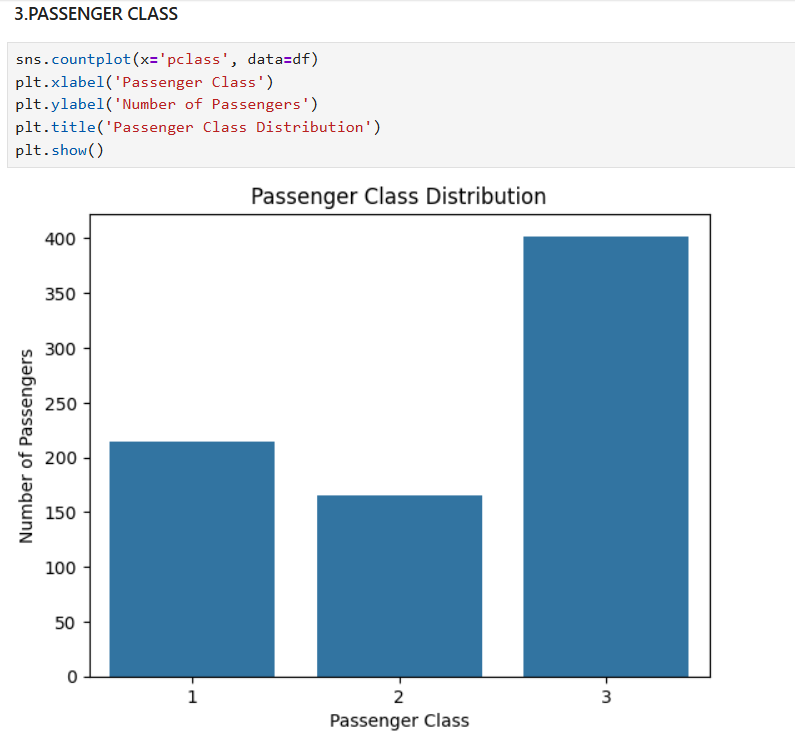 3.PASSENGER CLASS
sns.countplot(x='pclass', data=df)
plt.xlabel('Passenger Class')
plt.ylabel('Number of Passengers')
plt.title('Passenger Class Distribution')
plt.show()
Passenger Class Distribution
Number of Passengers
400
350
300
250
200
150
100
50
0
1 2 3
Passenger Class